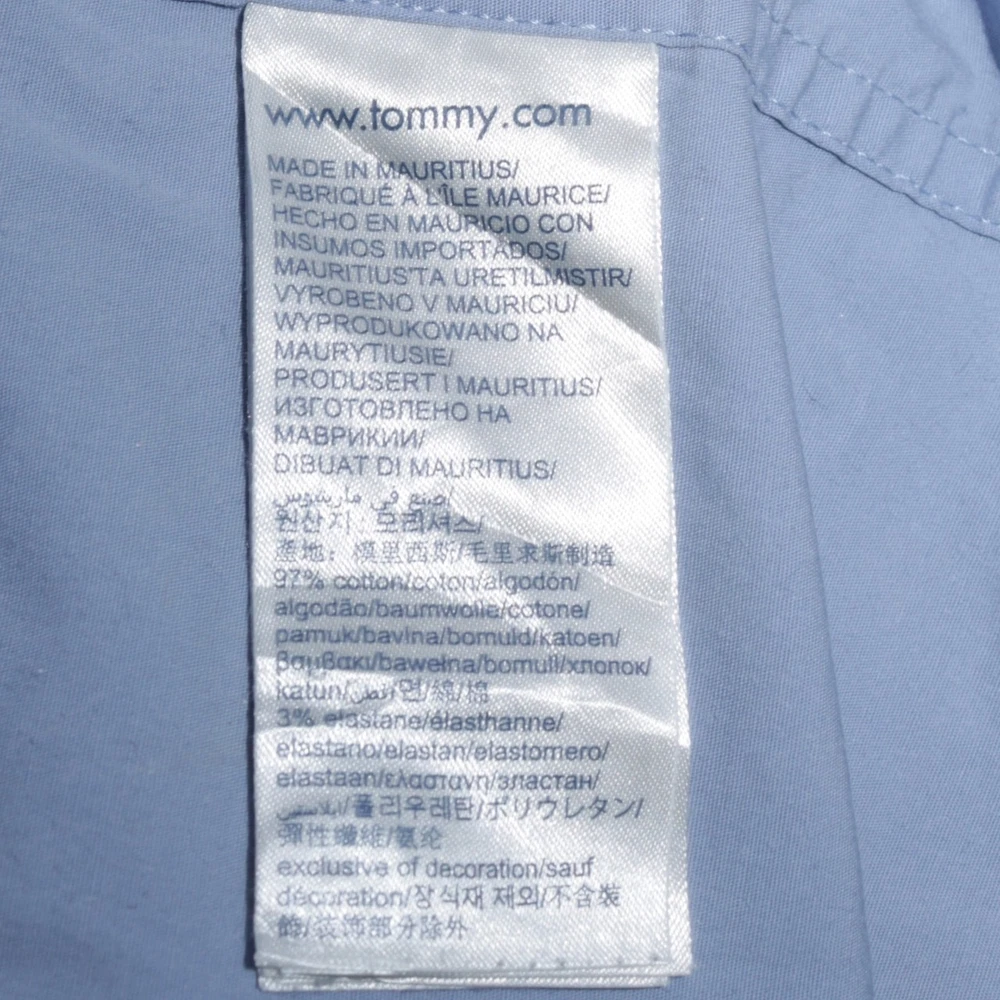 www.tommy.com
MADE IN MAURITIUS/
FABRIQUÉ À L'ÎLE MAURICE/
HECHO EN MAURICIO CON
INSUMOS IMPORTADOS/
MAURITIUS'TA URETILMISTIR/
VYROBENO V MAURICIU/
WYPRODUKOWANO NA
MAURYTIUSIE/
PRODUSERT I MAURITIUS/
ИЗГОТОВЛЕНО НА
МАВРИКИИ/
DIBUAT DI MAURITIUS/
صنع في ماريشوس/
원산지: 모리셔스/
產地: 模里西斯/毛里求斯制造
97% cotton/coton/algodón/
algodão/baumwolle/cotone/
pamuk/bavlna/bomuld/katoen/
βαμβακι/bawełna/bomull/хлопок/
katun/القطن/면/綿/棉
3% elastane/élasthanne/
elastano/elastan/elastomero/
elastaan/ελαστανη/эластан/
/폴리우레탄/ポリウレタン/
彈性纖維/氨纶
exclusive of decoration/sauf
décoration/장식재 제외/不含裝
飾/装饰部分除外